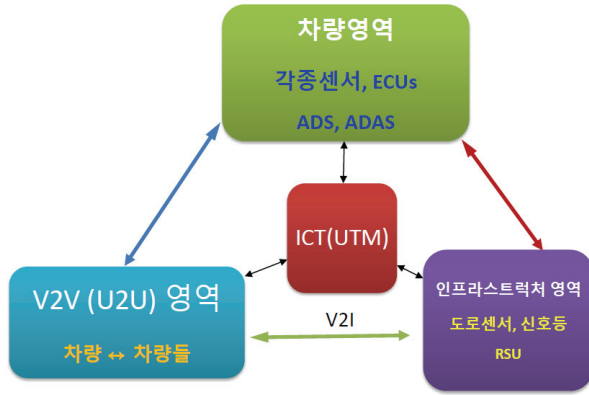 차량영역
각종센서, ECUs
ADS, ADAS
ICT(UTM)
V2V (U2U) 영역
차량 ↔ 차량들
V2I
인프라스트럭처 영역
도로센서, 신호등
RSU